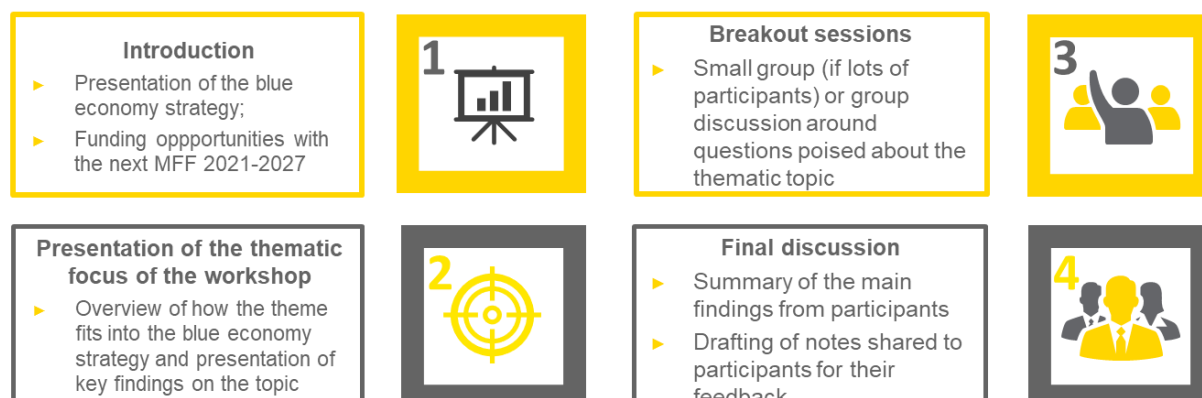 Introduction
► Presentation of the blue
economy strategy;
► Funding oppportunities with
the next MFF 2021-2027
1
Presentation of the thematic
focus of the workshop
► Overview of how the theme
fits into the blue economy
strategy and presentation of
key findings on the topic
2
Breakout sessions
► Small group (if lots of
participants) or group
discussion around
questions poised about the
thematic topic
3
Final discussion
► Summary of the main
findings from participants
► Drafting of notes shared to
participants for their
feedback
4